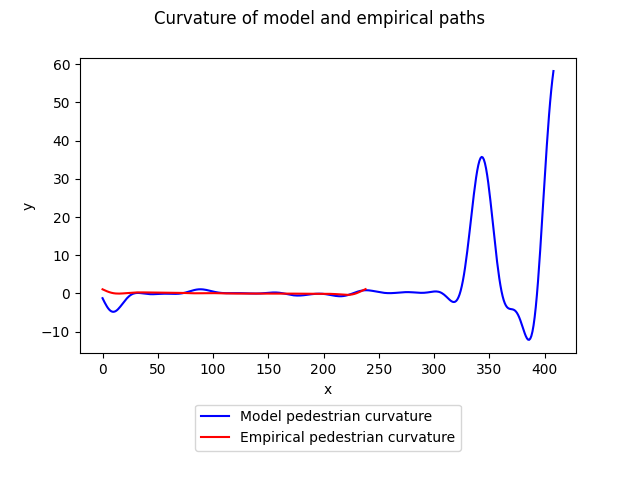 Curvature of model and empirical paths
60
50
40
30
20
10
0
−10
y
0 50 100 150 200 250 300 350 400
x
Model pedestrian curvature
Empirical pedestrian curvature